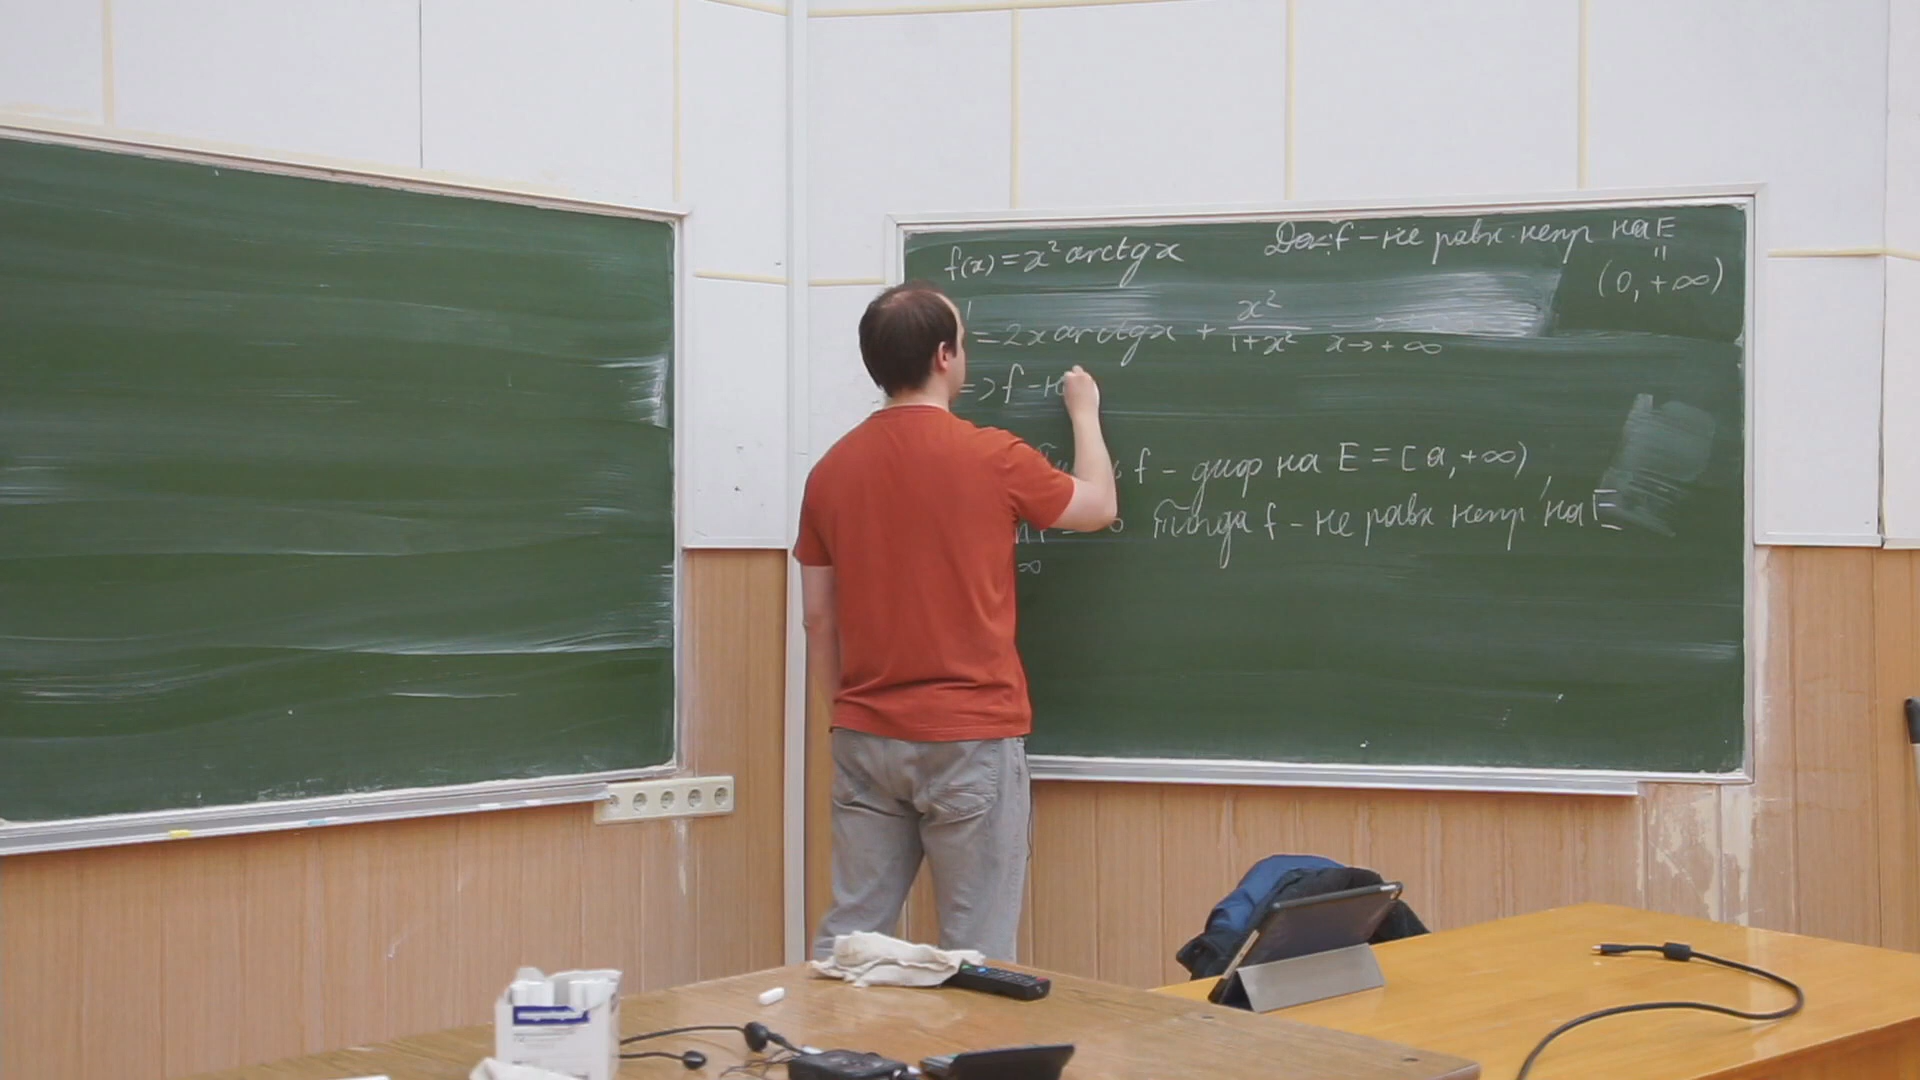 f(x) = x² arctg x
Док: f - не равн. непр на E
"
(0, +∞)
' = 2x arctg x + x²/(1+x²) → x→+∞
=> f - н
f - диф на E = [a, +∞),
Тогда f - не равн непр на E
∞